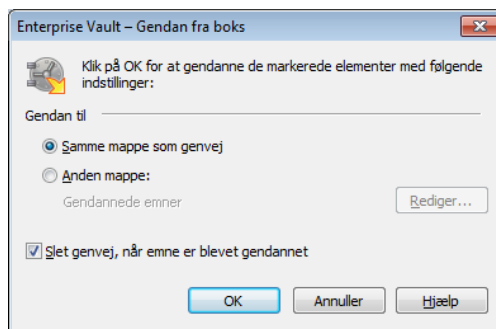 Enterprise Vault – Gendan fra boks
Klik på OK for at gendanne de markerede elementer med følgende
indstillinger:
Gendan til
Samme mappe som genvej
Anden mappe:
Gendannede emner
Rediger...
Slet genvej, når emne er blevet gendannet
OK
Annuller
Hjælp